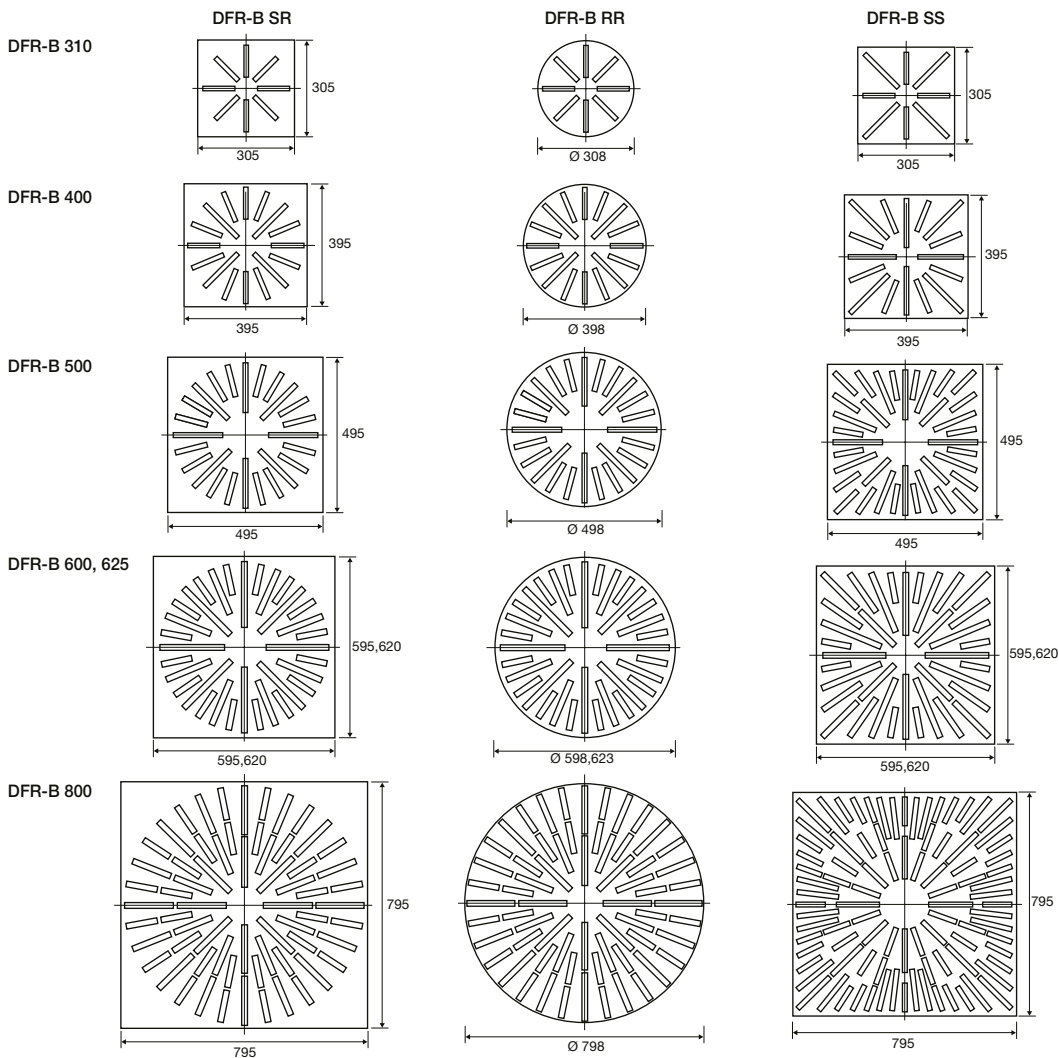 DFR-B SR
DFR-B RR
DFR-B SS
DFR-B 310
305
305
Ø 308
305
305
DFR-B 400
395
395
Ø 398
395
395
DFR-B 500
495
495
Ø 498
495
495
DFR-B 600, 625
595,620
595,620
Ø 598,623
595,620
595,620
DFR-B 800
795
795
Ø 798
795
795